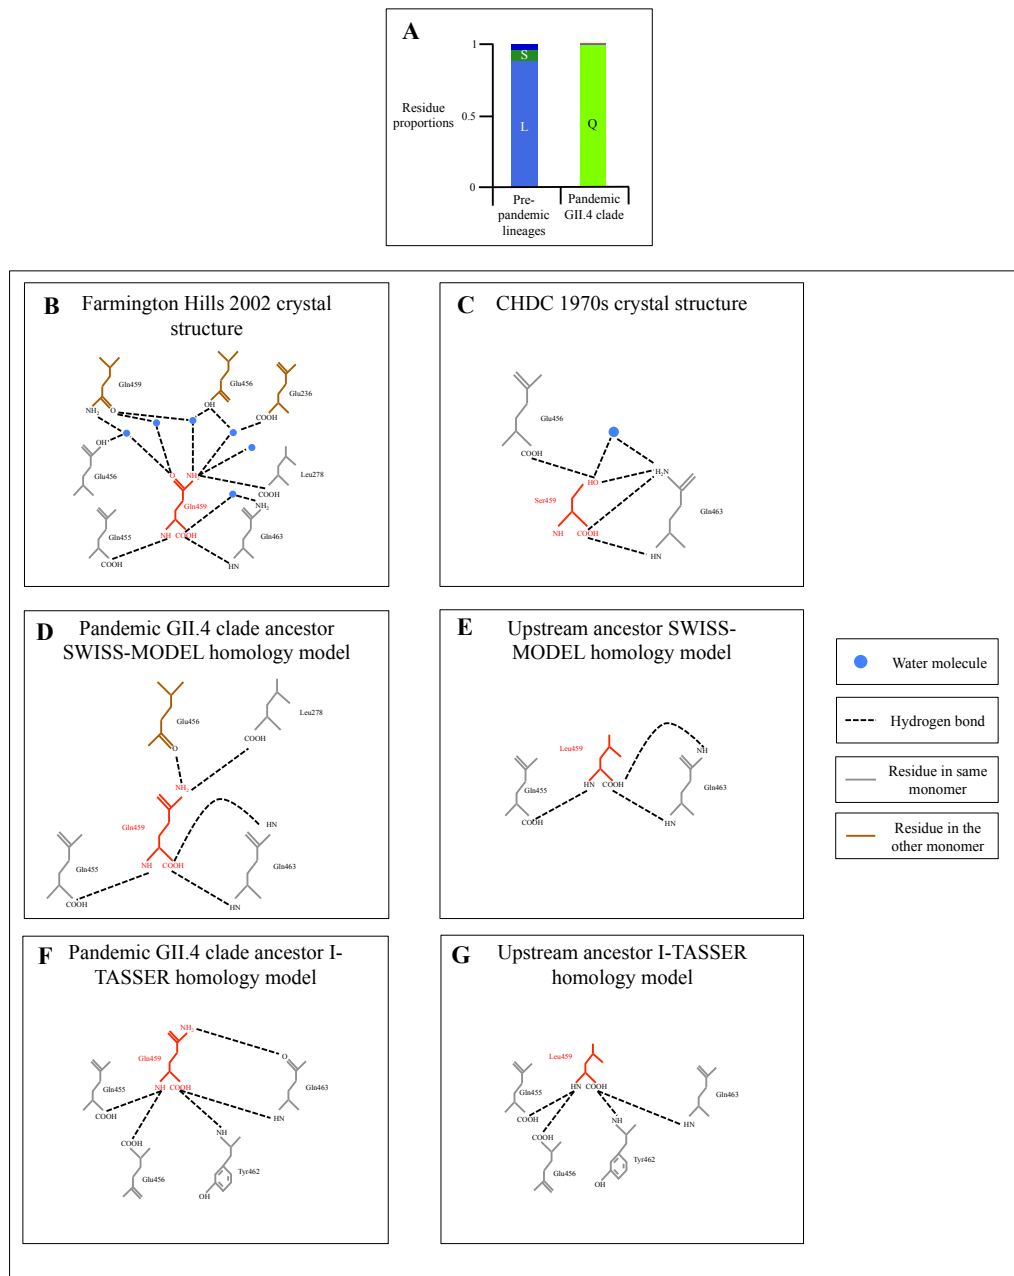 A
1
S
Residue
proportions
0.5
L
Q
0
Pre-
pandemic
lineages
Pandemic
GII.4 clade
B
Farmington Hills 2002 crystal
structure
Gln459
Glu456
Glu236
NH2
O
OH
COOH
OH
Glu456
O
NH2
Leu278
COOH
Gln459
NH2
Gln455
NH
COOH
Gln463
COOH
HN
C
CHDC 1970s crystal structure
Glu456
COOH
H2N
HO
Ser459
Gln463
NH
COOH
HN
D
Pandemic GII.4 clade ancestor
SWISS-MODEL homology model
Glu456
Leu278
O
COOH
NH2
Gln459
HN
Gln455
NH
COOH
Gln463
COOH
HN
E
Upstream ancestor SWISS-
MODEL homology model
Leu459
NH
Gln455
HN
COOH
Gln463
COOH
HN
Water molecule
Hydrogen bond
Residue in same
monomer
Residue in the
other monomer
F
Pandemic GII.4 clade ancestor I-
TASSER homology model
NH2
Gln459
O
Gln455
NH
COOH
Gln463
COOH
HN
COOH
NH
Glu456
Tyr462
OH
G
Upstream ancestor I-TASSER
homology model
Leu459
Gln455
HN
COOH
Gln463
COOH
NH
HN
COOH
Glu456
Tyr462
OH